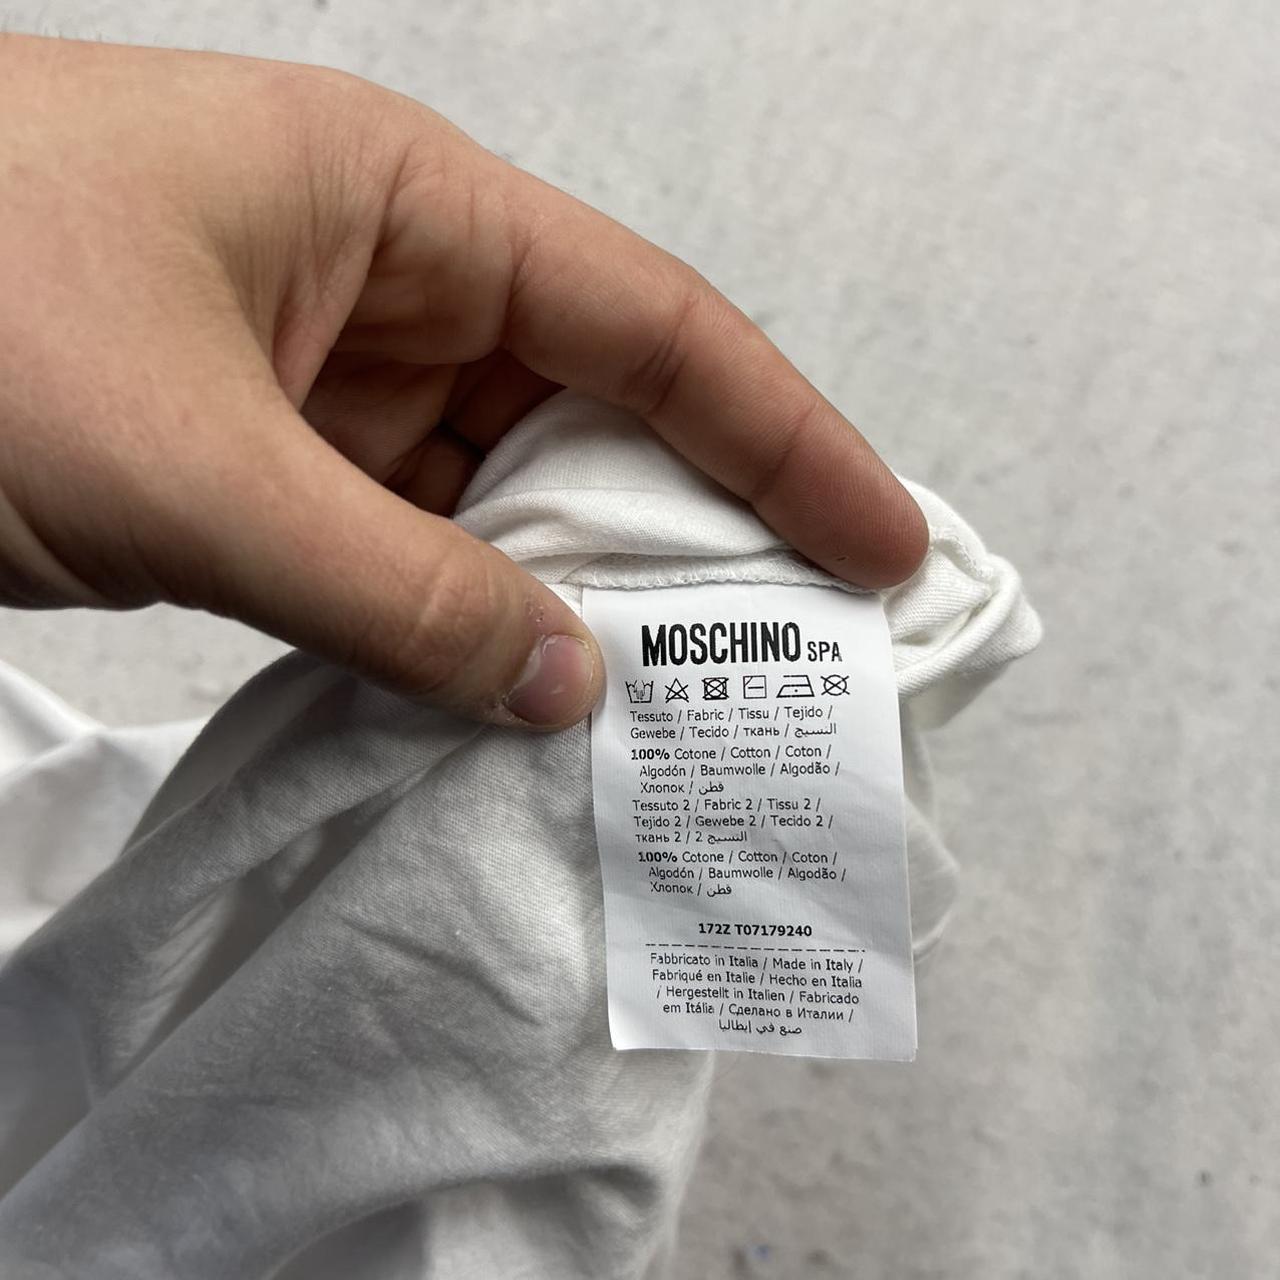 MOSCHINO SPA
Tessuto / Fabric / Tissu / Tejido /
Gewebe / Tecido / ткань / النسيج
100% Cotone / Cotton / Coton /
Algodón / Baumwolle / Algodão /
Хлопок / قطن
Tessuto 2 / Fabric 2 / Tissu 2 /
Tejido 2 / Gewebe 2 / Tecido 2 /
ткань 2 / 2 النسيج
100% Cotone / Cotton / Coton /
Algodón / Baumwolle / Algodão /
Хлопок / قطن
172Z T07179240
Fabbricato in Italia / Made in Italy /
Fabriqué en Italie / Hecho en Italia
/ Hergestellt in Italien / Fabricado
em Itália / Сделано в Италии /
صنع في إيطاليا